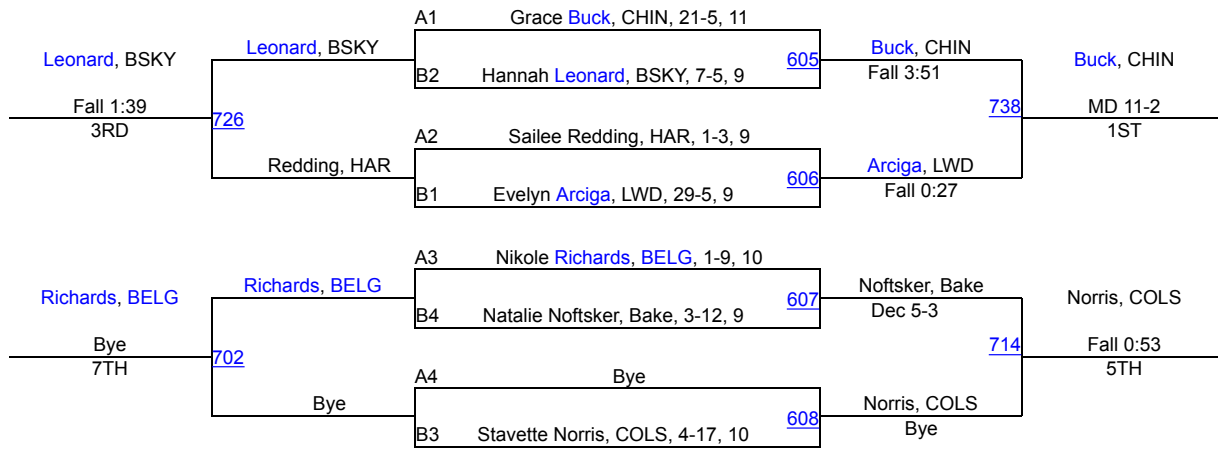 A1 Grace Buck, CHIN, 21-5, 11
Leonard, BSKY Leonard, BSKY Buck, CHIN Buck, CHIN
B2 Hannah Leonard, BSKY, 7-5, 9 605 Fall 3:51
Fall 1:39 726 738 MD 11-2
3RD 1ST
A2 Sailee Redding, HAR, 1-3, 9
Redding, HAR Arciga, LWD
B1 Evelyn Arciga, LWD, 29-5, 9 606 Fall 0:27
A3 Nikole Richards, BELG, 1-9, 10
Richards, BELG Richards, BELG Noftsker, Bake Norris, COLS
B4 Natalie Noftsker, Bake, 3-12, 9 607 Dec 5-3
Bye 702 714 Fall 0:53
7TH 5TH
A4 Bye
Bye Norris, COLS
B3 Stavette Norris, COLS, 4-17, 10 608 Bye